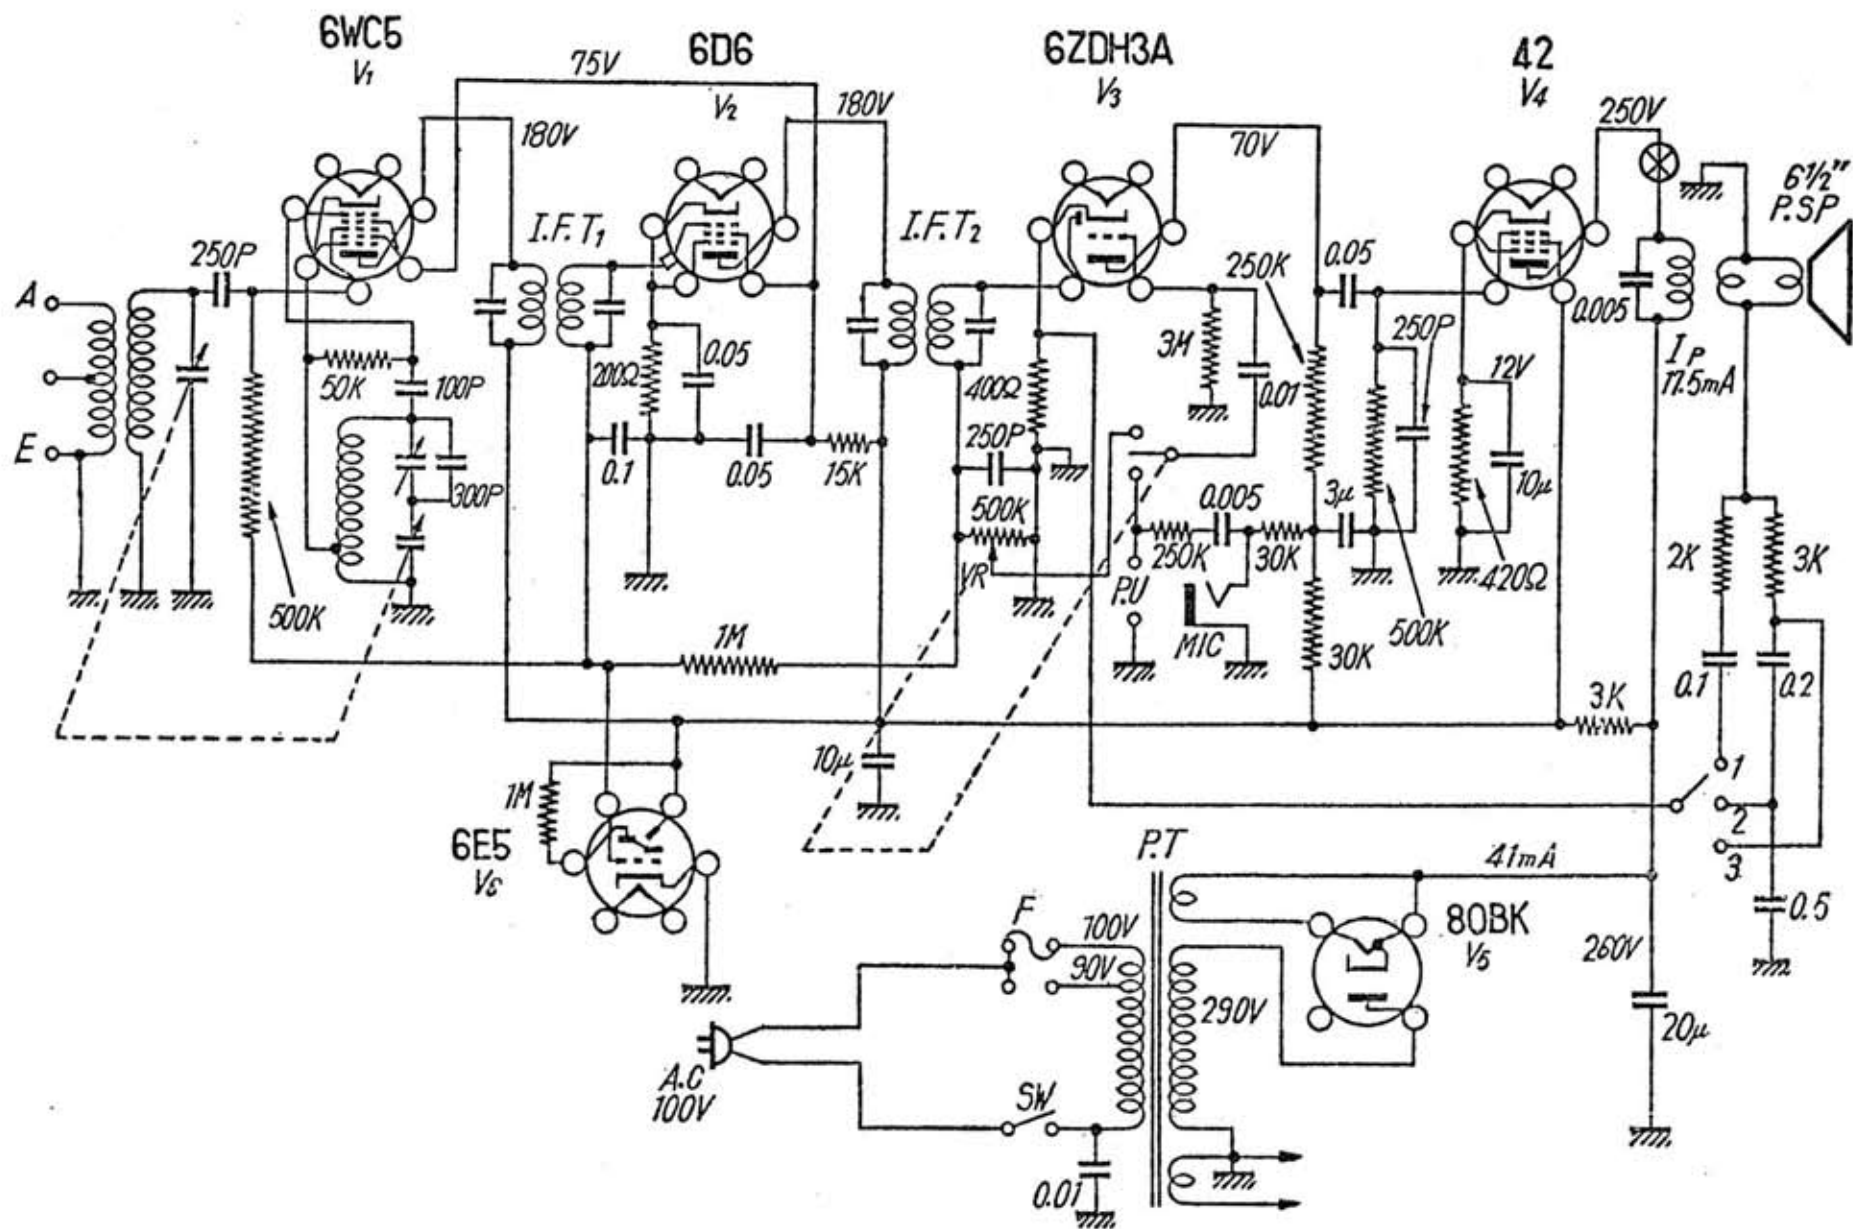 6WC5
V1
75V
6D6
V2
180V
180V
6ZDH3A
V3
70V
42
V4
250V
6½"
P.SP
250P
A
E
I.F.T1
I.F.T2
50K
100P
300P
500K
200Ω
0.05
0.1
0.05
15K
400Ω
250P
500K
VR
3M
0.01
250K
0.05
250P
0.005
IP
17.5mA
12V
10μ
420Ω
3μ
500K
0.005
250K
30K
P.U
MIC
30K
1M
3K
2K
3K
0.1
0.2
1
2
3
0.5
10μ
1M
6E5
V6
P.T
41mA
80BK
V5
260V
20μ
F
100V
90V
290V
A.C
100V
SW
0.01